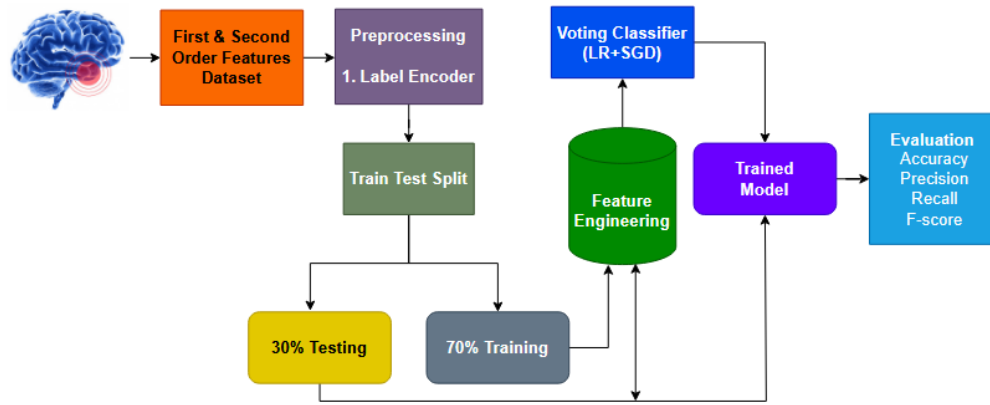 First & Second
Order Features
Dataset
Preprocessing
1. Label Encoder
Train Test Split
30% Testing
70% Training
Feature
Engineering
Voting Classifier
(LR+SGD)
Trained
Model
Evaluation
Accuracy
Precision
Recall
F-score